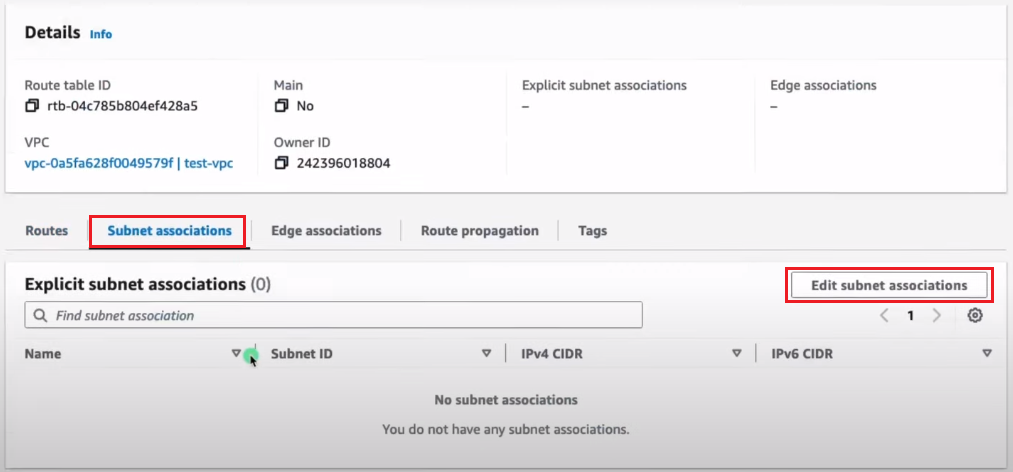 Details Info
Route table ID
rtb-04c785b804ef428a5
Main
No
Explicit subnet associations
–
Edge associations
–
VPC
vpc-0a5fa628f0049579f | test-vpc
Owner ID
242396018804
Routes Subnet associations Edge associations Route propagation Tags
Explicit subnet associations (0)
Edit subnet associations
Find subnet association
1
Name Subnet ID IPv4 CIDR IPv6 CIDR
No subnet associations
You do not have any subnet associations.